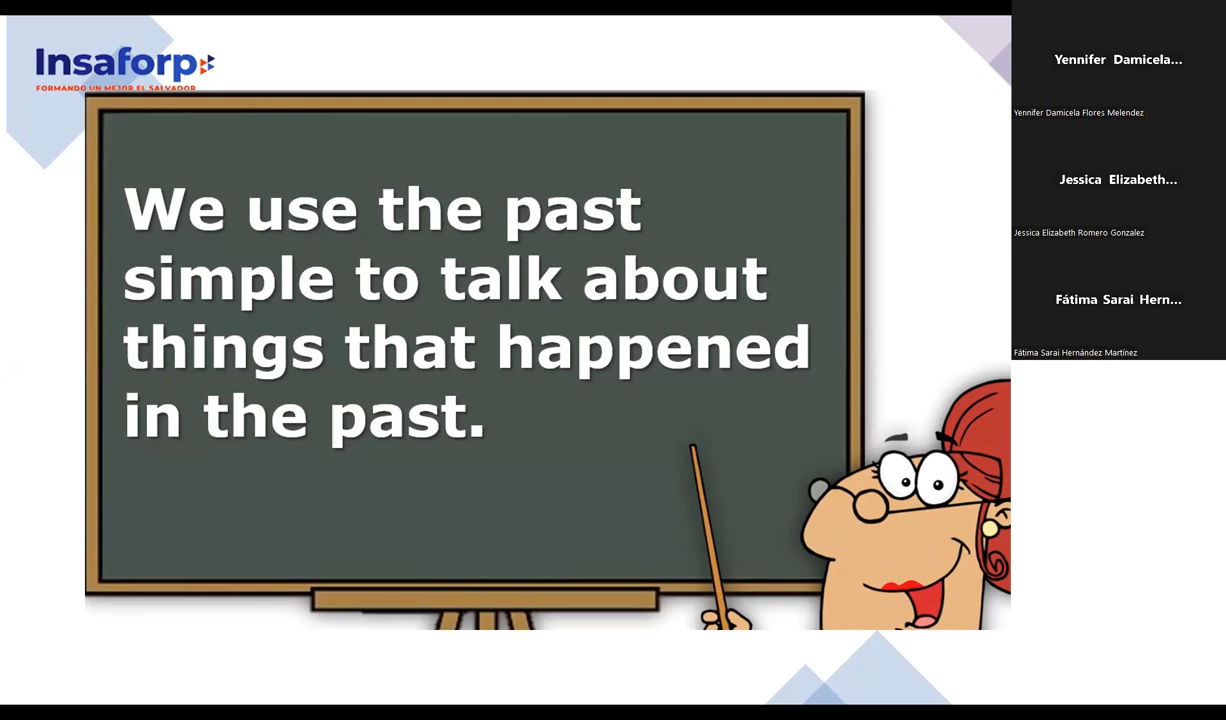 Insaforp
FORMANDO UN MEJOR EL SALVADOR
We use the past
simple to talk about
things that happened
in the past.
Yennifer Damicela...
Yennifer Damicela Flores Melendez
Jessica Elizabeth...
Jessica Elizabeth Romero Gonzalez
Fátima Sarai Hern...
Fátima Sarai Hernández Martínez